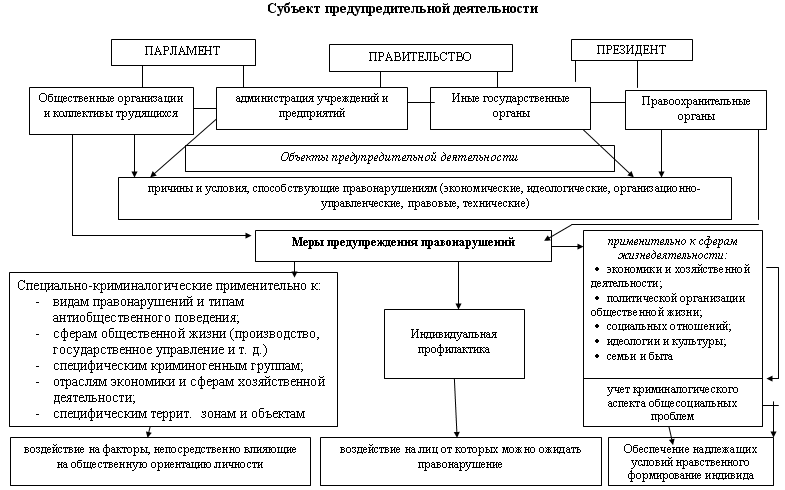 Субъект предупредительной деятельности
ПАРЛАМЕНТ
ПРАВИТЕЛЬСТВО
ПРЕЗИДЕНТ
Общественные организации
и коллективы трудящихся
администрация учреждений и
предприятий
Иные государственные
органы
Правоохранительные
органы
Объекты предупредительной деятельности
причины и условия, способствующие правонарушениям (экономические, идеологические, организационно-
управленческие, правовые, технические)
Меры предупреждения правонарушений
Специально-криминалогические применительно к:
- видам правонарушений и типам
антиобщественного поведения;
- сферам общественной жизни (производство,
государственное управление и т. д.)
- специфическим криминогенным группам;
- отраслям экономики и сферам хозяйственной
деятельности;
- специфическим террит. зонам и объектам
Индивидуальная
профилактика
применительно к сферам
жизнедеятельности:
• экономики и хозяйственной
деятельности;
• политической организации
общественной жизни;
• социальных отношений;
• идеологии и культуры;
• семьи и быта
учет криминалогического
аспекта общесоциальных
проблем
воздействие на факторы, непосредственно влияющие
на общественную ориентацию личности
воздействие на лиц от которых можно ожидать
правонарушение
Обеспечение надлежащих
условий нравственного
формирование индивида